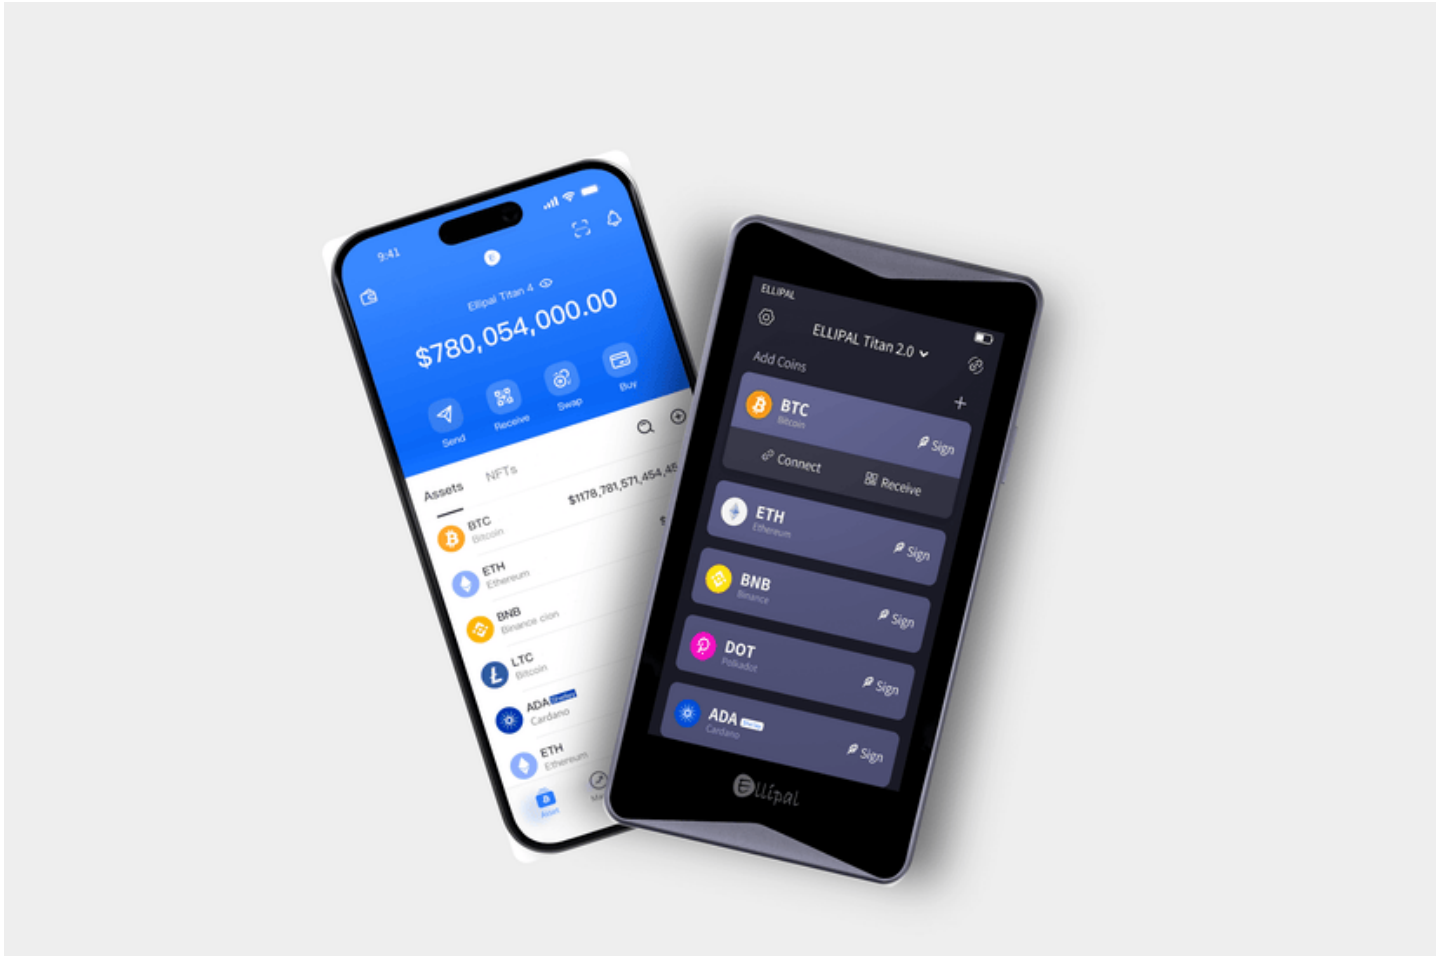 9:41
Ellipal Titan 4
$780,054,000.00
Send
Receive
Swap
Buy
Assets
NFTs
BTC
$1178,781,571,454,45
Bitcoin
ETH
Ethereum
BNB
Binance cion
LTC
Bitcoin
ADA
Cardano
ETH
Ethereum
Asset
ELLIPAL
ELLIPAL Titan 2.0
Add Coins
BTC
Bitcoin
Sign
Connect
Receive
ETH
Ethereum
Sign
BNB
Binance
Sign
DOT
Polkadot
Sign
ADA
Cardano
Sign
Ellipal